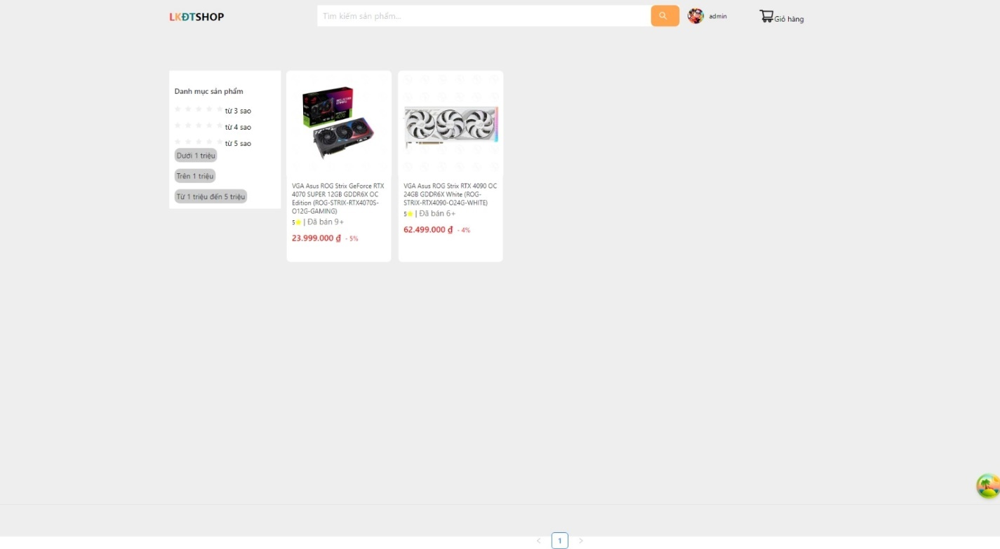 LKĐTSHOP
Tìm kiếm sản phẩm...
admin
Giỏ hàng
Danh mục sản phẩm
từ 3 sao
từ 4 sao
từ 5 sao
Dưới 1 triệu
Trên 1 triệu
Từ 1 triệu đến 5 triệu
VGA Asus ROG Strix GeForce RTX
4070 SUPER 12GB GDDR6X OC
Edition (ROG-STRIX-RTX4070S-
O12G-GAMING)
5 | Đã bán 9+
23.999.000 ₫ - 5%
VGA Asus ROG Strix RTX 4090 OC
24GB GDDR6X White (ROG-
STRIX-RTX4090-O24G-WHITE)
5 | Đã bán 6+
62.499.000 ₫ - 4%
< 1 >